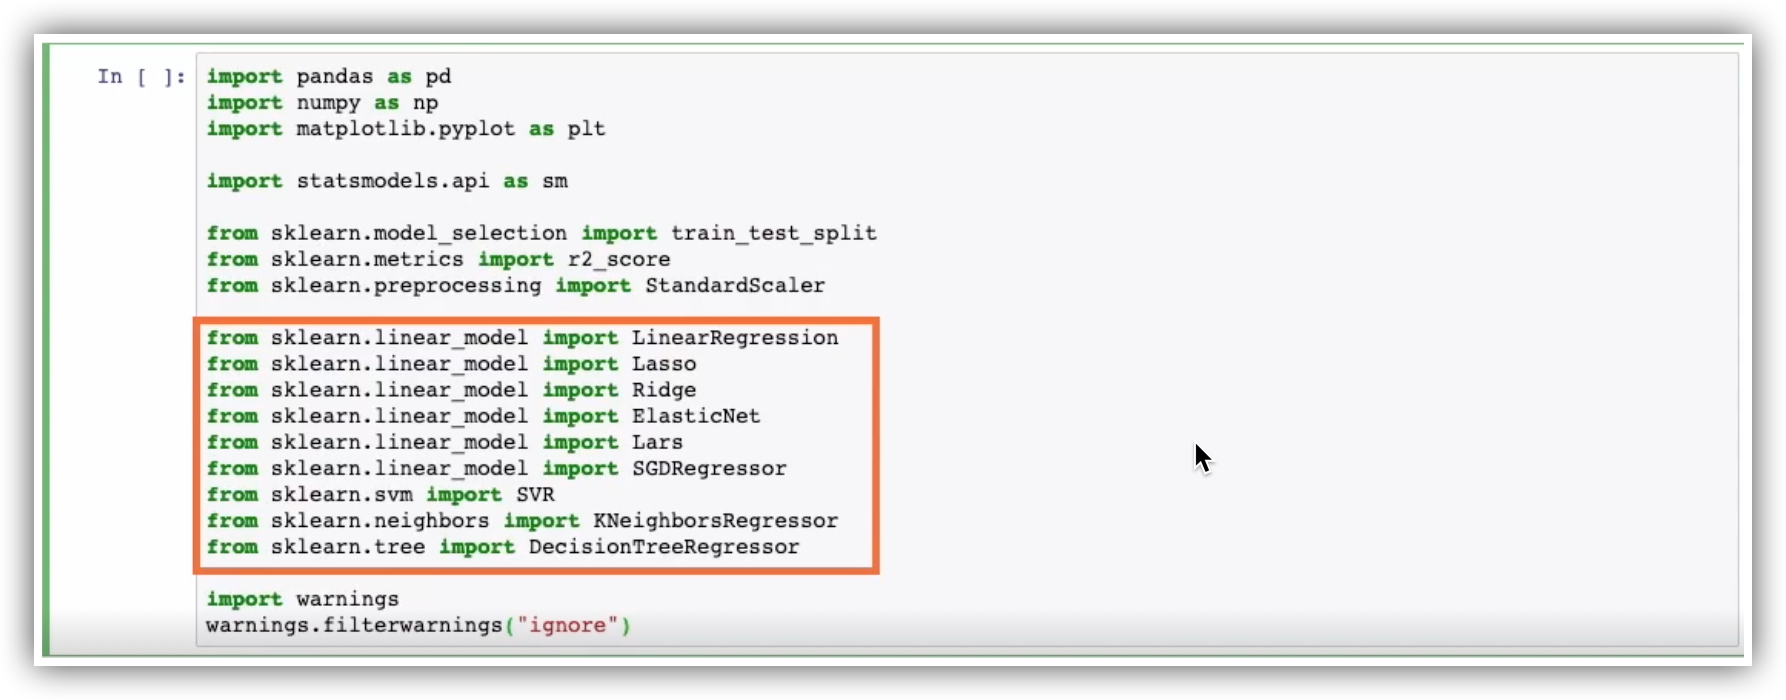 In [ ]: import pandas as pd
import numpy as np
import matplotlib.pyplot as plt
import statsmodels.api as sm
from sklearn.model_selection import train_test_split
from sklearn.metrics import r2_score
from sklearn.preprocessing import StandardScaler
from sklearn.linear_model import LinearRegression
from sklearn.linear_model import Lasso
from sklearn.linear_model import Ridge
from sklearn.linear_model import ElasticNet
from sklearn.linear_model import Lars
from sklearn.linear_model import SGDRegressor
from sklearn.svm import SVR
from sklearn.neighbors import KNeighborsRegressor
from sklearn.tree import DecisionTreeRegressor
import warnings
warnings.filterwarnings("ignore")